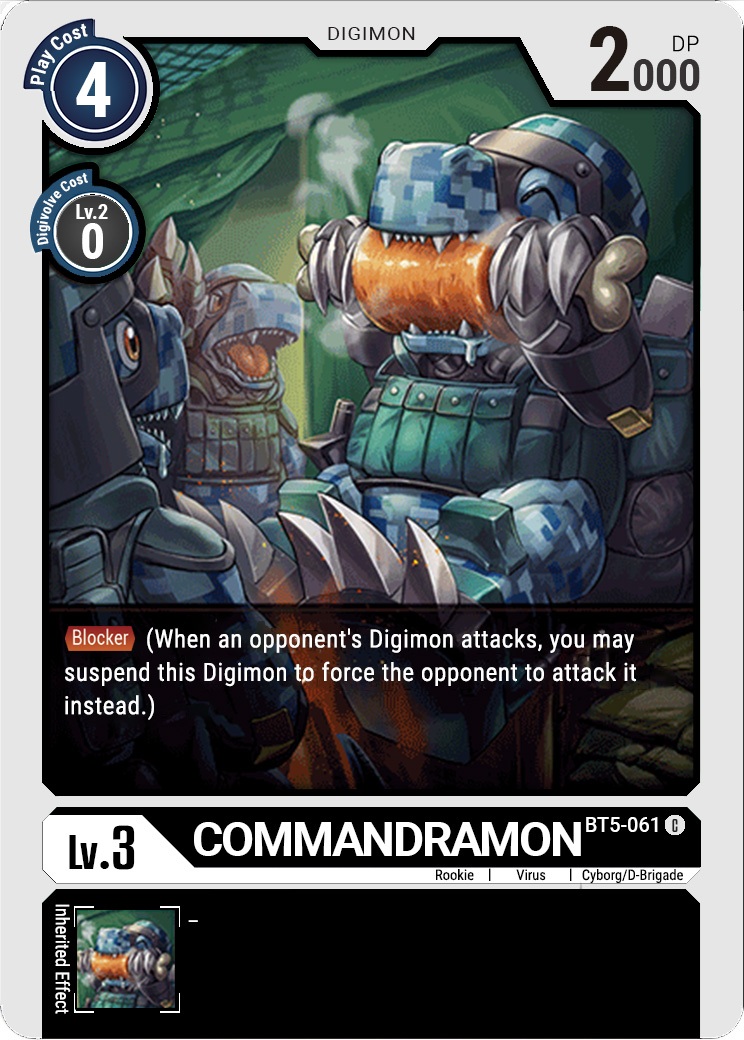 DIGIMON
Play Cost
4
DP
2000
Digivolve Cost
Lv.2
0
Blocker (When an opponent's Digimon attacks, you may
suspend this Digimon to force the opponent to attack it
instead.)
Lv.3
COMMANDRAMON
BT5-061 C
Rookie | Virus | Cyborg/D-Brigade
Inherited Effect
–